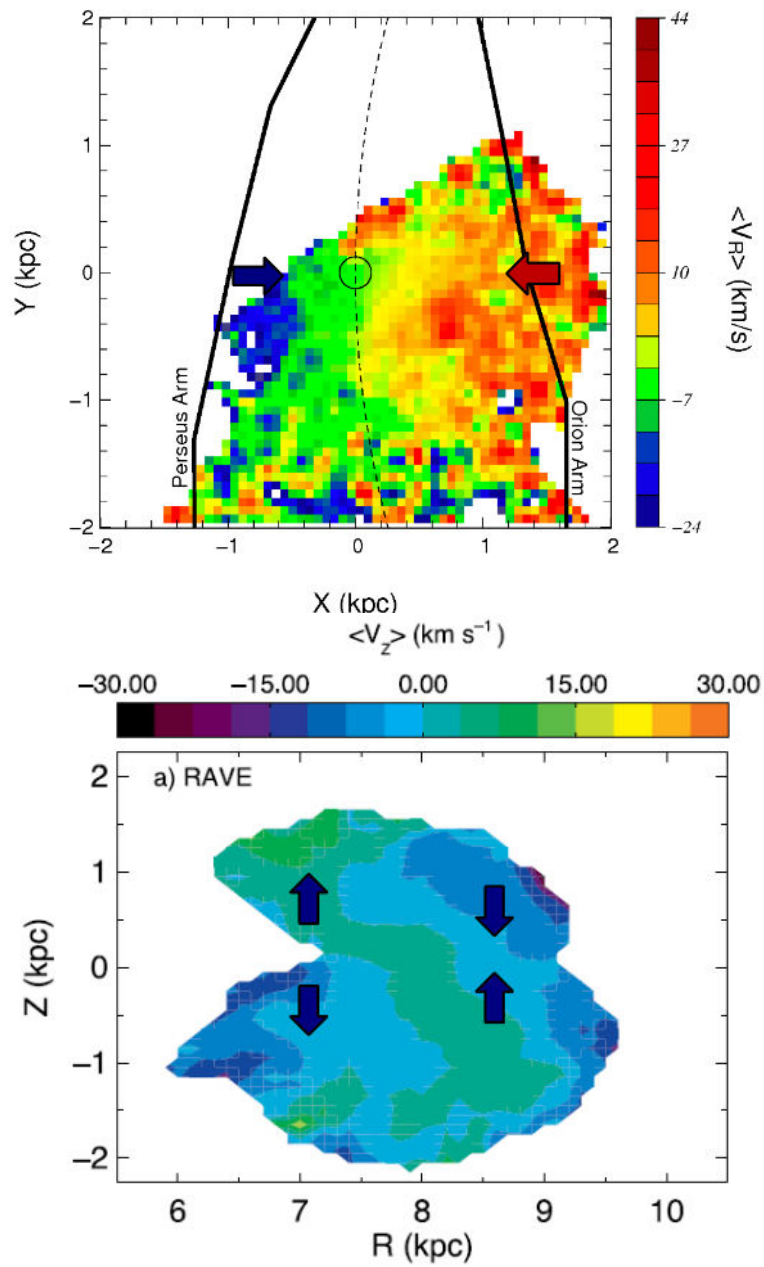 2
1
0
-1
-2
Y (kpc)
Perseus Arm
Orion Arm
-2
-1
0
1
2
X (kpc)
44
27
10
-7
-24
<V_R> (km/s)
<V_z> (km s⁻¹)
−30.00 −15.00 0.00 15.00 30.00
a) RAVE
2
1
0
−1
−2
Z (kpc)
6 7 8 9 10
R (kpc)